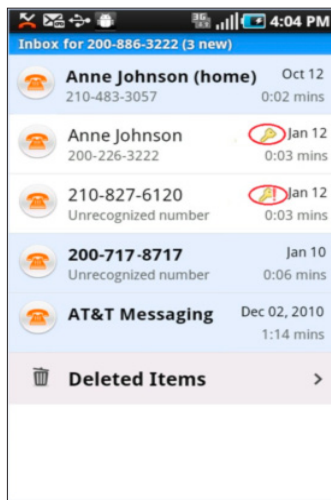 4:04 PM
Inbox for 200-886-3222 (3 new)
Anne Johnson (home) Oct 12
210-483-3057 0:02 mins
Anne Johnson Jan 12
200-226-3222 0:03 mins
210-827-6120 Jan 12
Unrecognized number 0:03 mins
200-717-8717 Jan 10
Unrecognized number 0:06 mins
AT&T Messaging Dec 02, 2010
1:14 mins
Deleted Items